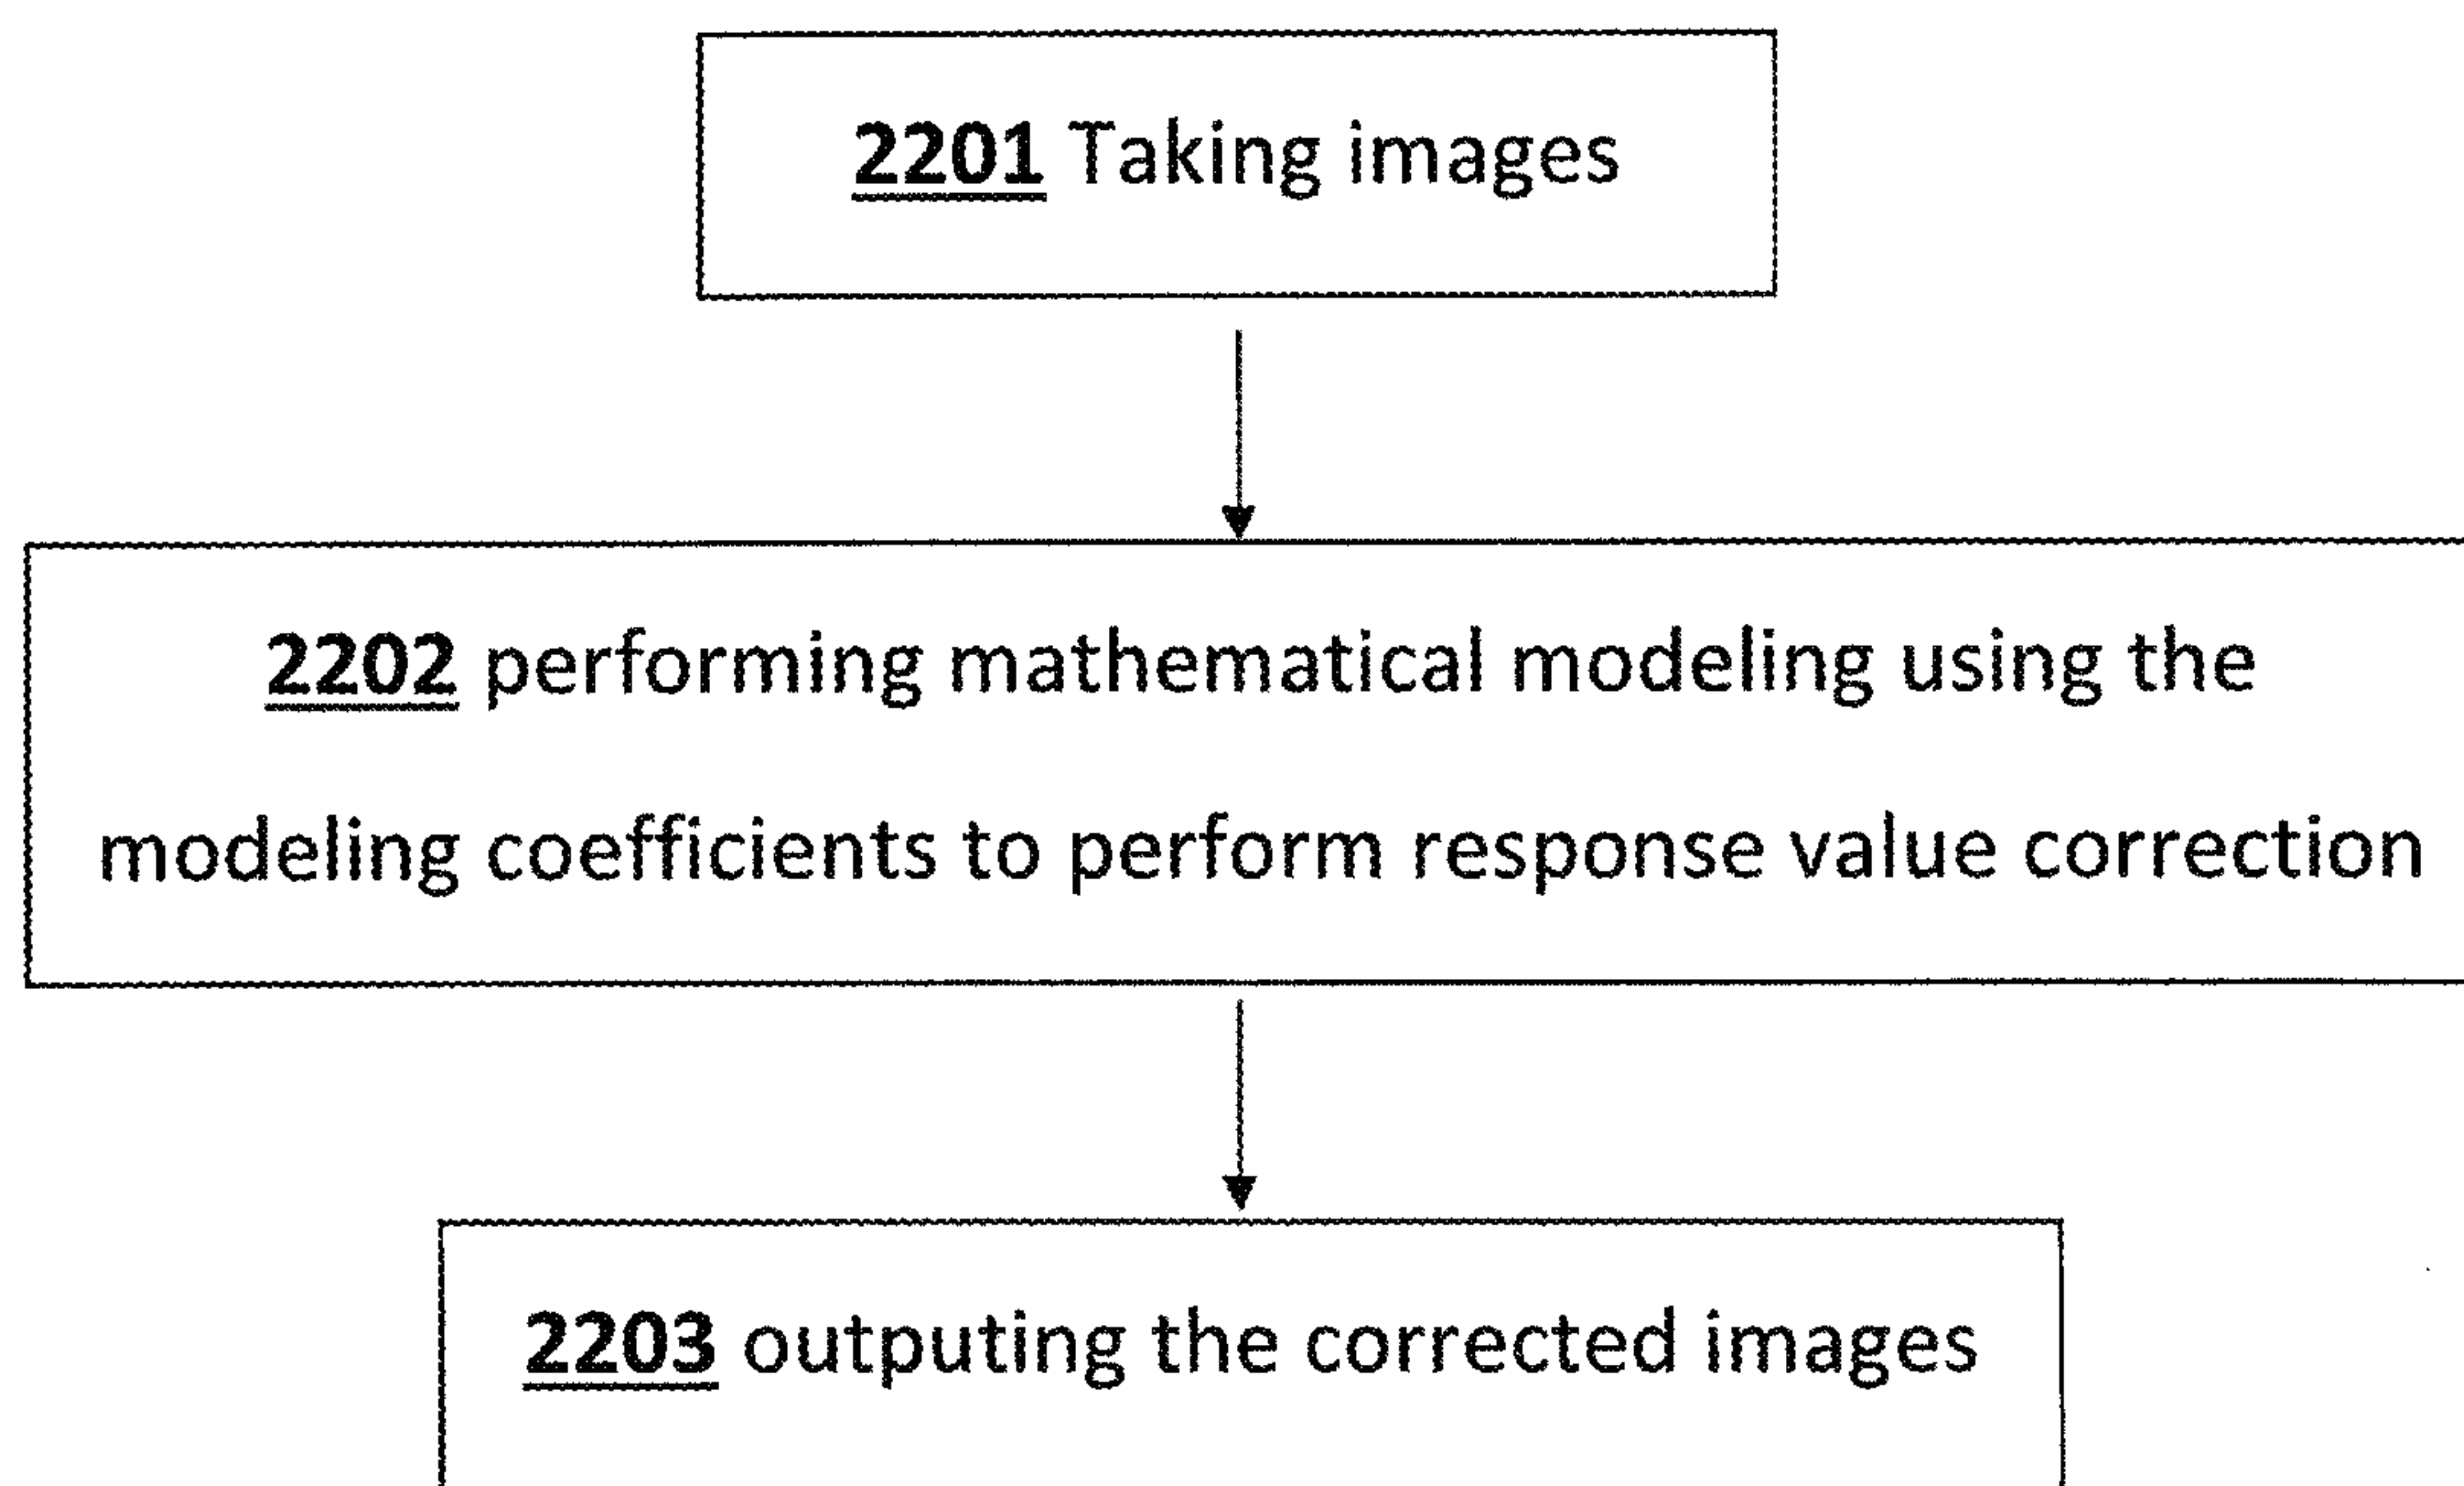 2201 Taking images
2202 performing mathematical modeling using the
modeling coefficients to perform response value correction
2203 outputing the corrected images